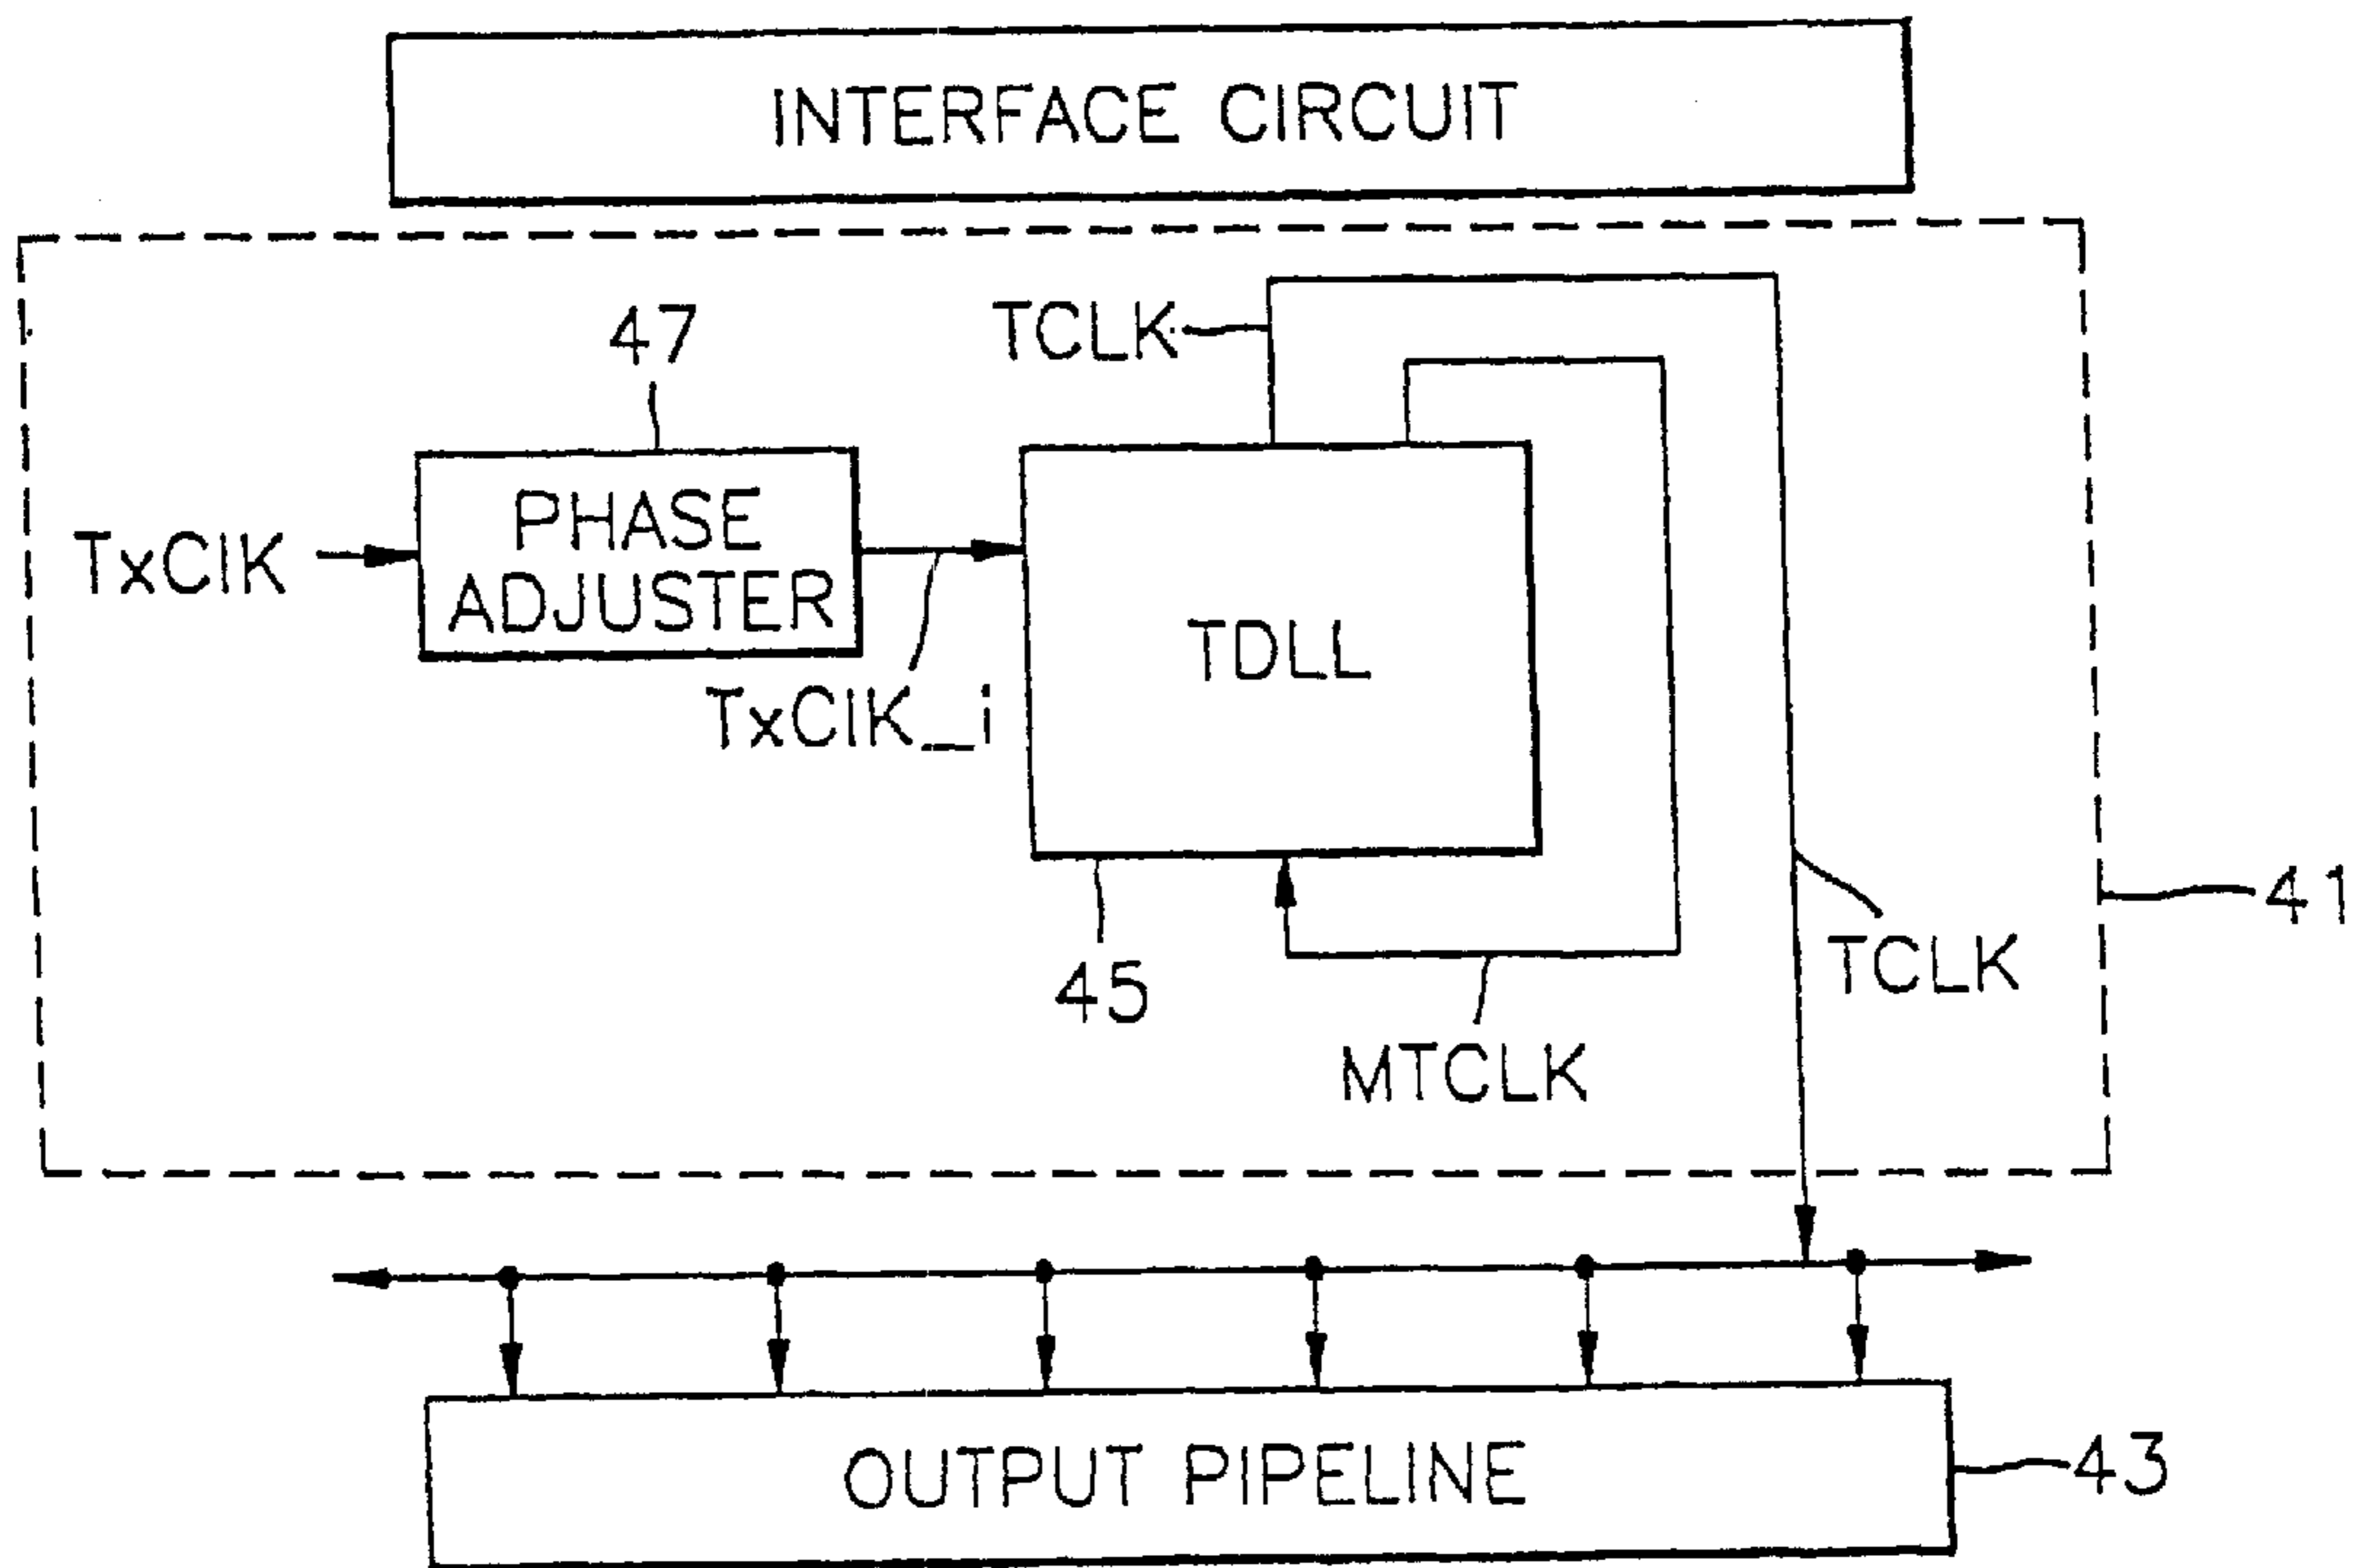 INTERFACE CIRCUIT
47
TCLK
TxClK
PHASE
ADJUSTER
TxClK_i
TDLL
45
MTCLK
TCLK
41
OUTPUT PIPELINE
43